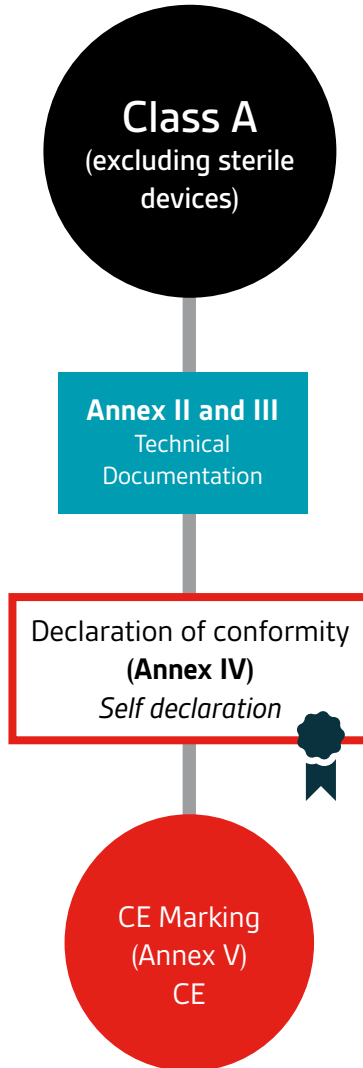 Class A
(excluding sterile
devices)
Annex II and III
Technical
Documentation
Declaration of conformity
(Annex IV)
Self declaration
CE Marking
(Annex V)
CE